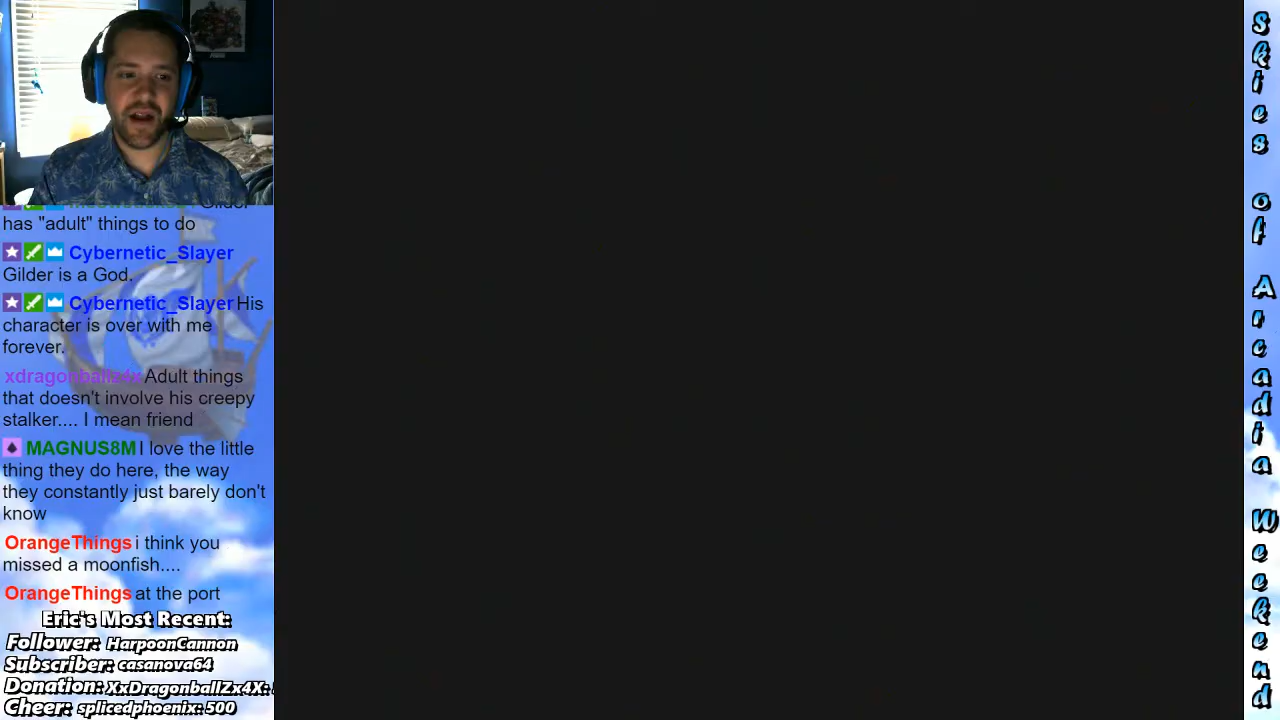 Gilder
has "adult" things to do
Cybernetic_Slayer
Gilder is a God.
Cybernetic_Slayer His
character is over with me
forever.
xdragonballz4x Adult things
that doesn't involve his creepy
stalker.... I mean friend
MAGNUS8M I love the little
thing they do here, the way
they constantly just barely don't
know
OrangeThings i think you
missed a moonfish....
OrangeThings at the port
Eric's Most Recent:
Follower: HarpoonCannon
Subscriber: casanova64
Donation: XxDragonballZx4X:
Cheer: splicedphoenix: 500
Skies of Arcadia Weekend